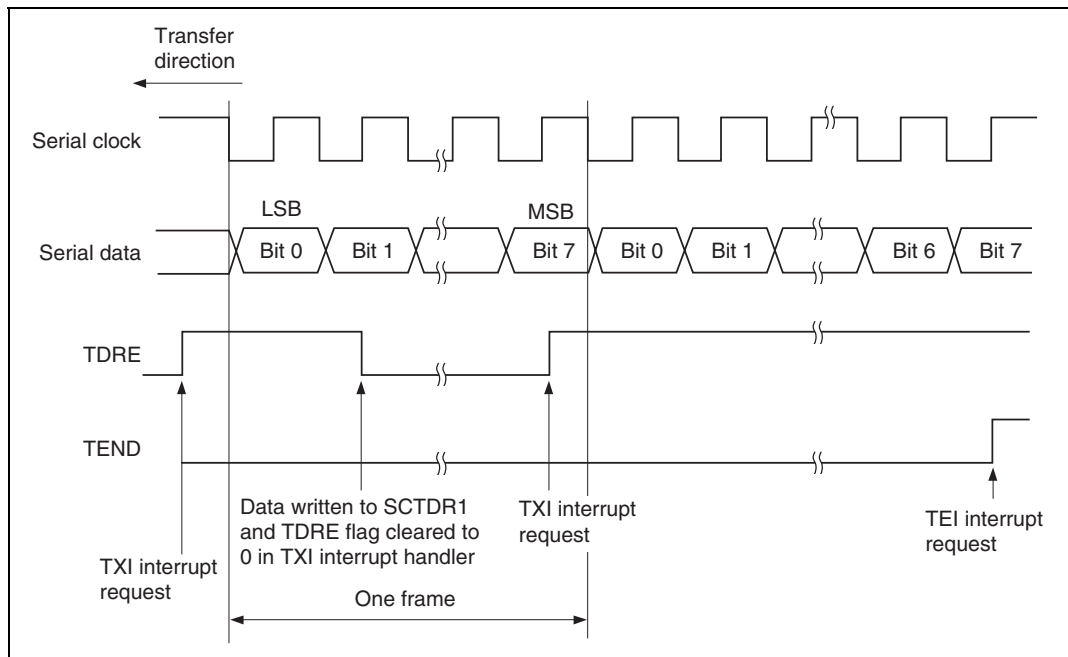 Transfer
direction
Serial clock
LSB
MSB
Serial data
Bit 0
Bit 1
Bit 7
Bit 0
Bit 1
Bit 6
Bit 7
TDRE
TEND
TXI interrupt
request
Data written to SCTDR1
and TDRE flag cleared to
0 in TXI interrupt handler
TXI interrupt
request
TEI interrupt
request
One frame